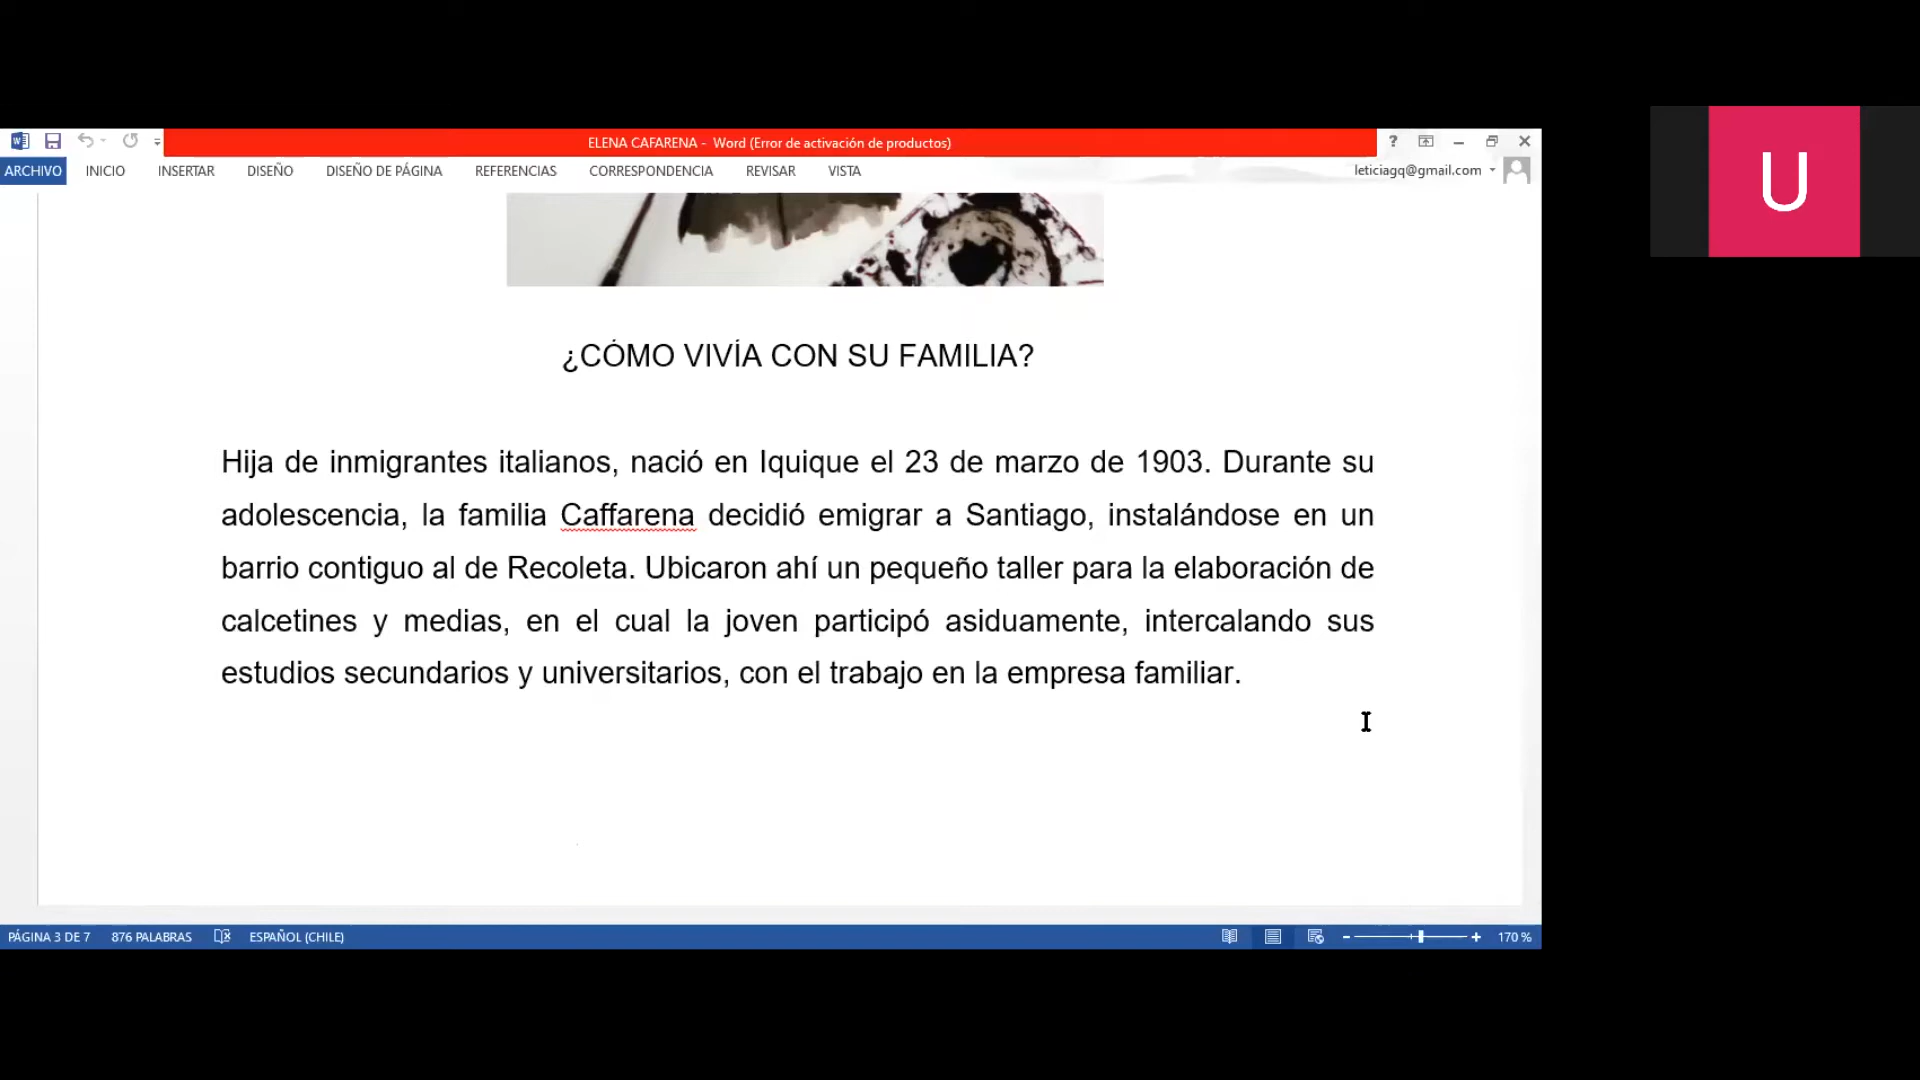 ELENA CAFARENA - Word (Error de activación de productos)
?
ARCHIVO INICIO INSERTAR DISEÑO DISEÑO DE PÁGINA REFERENCIAS CORRESPONDENCIA REVISAR VISTA leticiagq@gmail.com
U
¿CÓMO VIVÍA CON SU FAMILIA?
Hija de inmigrantes italianos, nació en Iquique el 23 de marzo de 1903. Durante su
adolescencia, la familia Caffarena decidió emigrar a Santiago, instalándose en un
barrio contiguo al de Recoleta. Ubicaron ahí un pequeño taller para la elaboración de
calcetines y medias, en el cual la joven participó asiduamente, intercalando sus
estudios secundarios y universitarios, con el trabajo en la empresa familiar.
PÁGINA 3 DE 7 876 PALABRAS ESPAÑOL (CHILE) 170 %